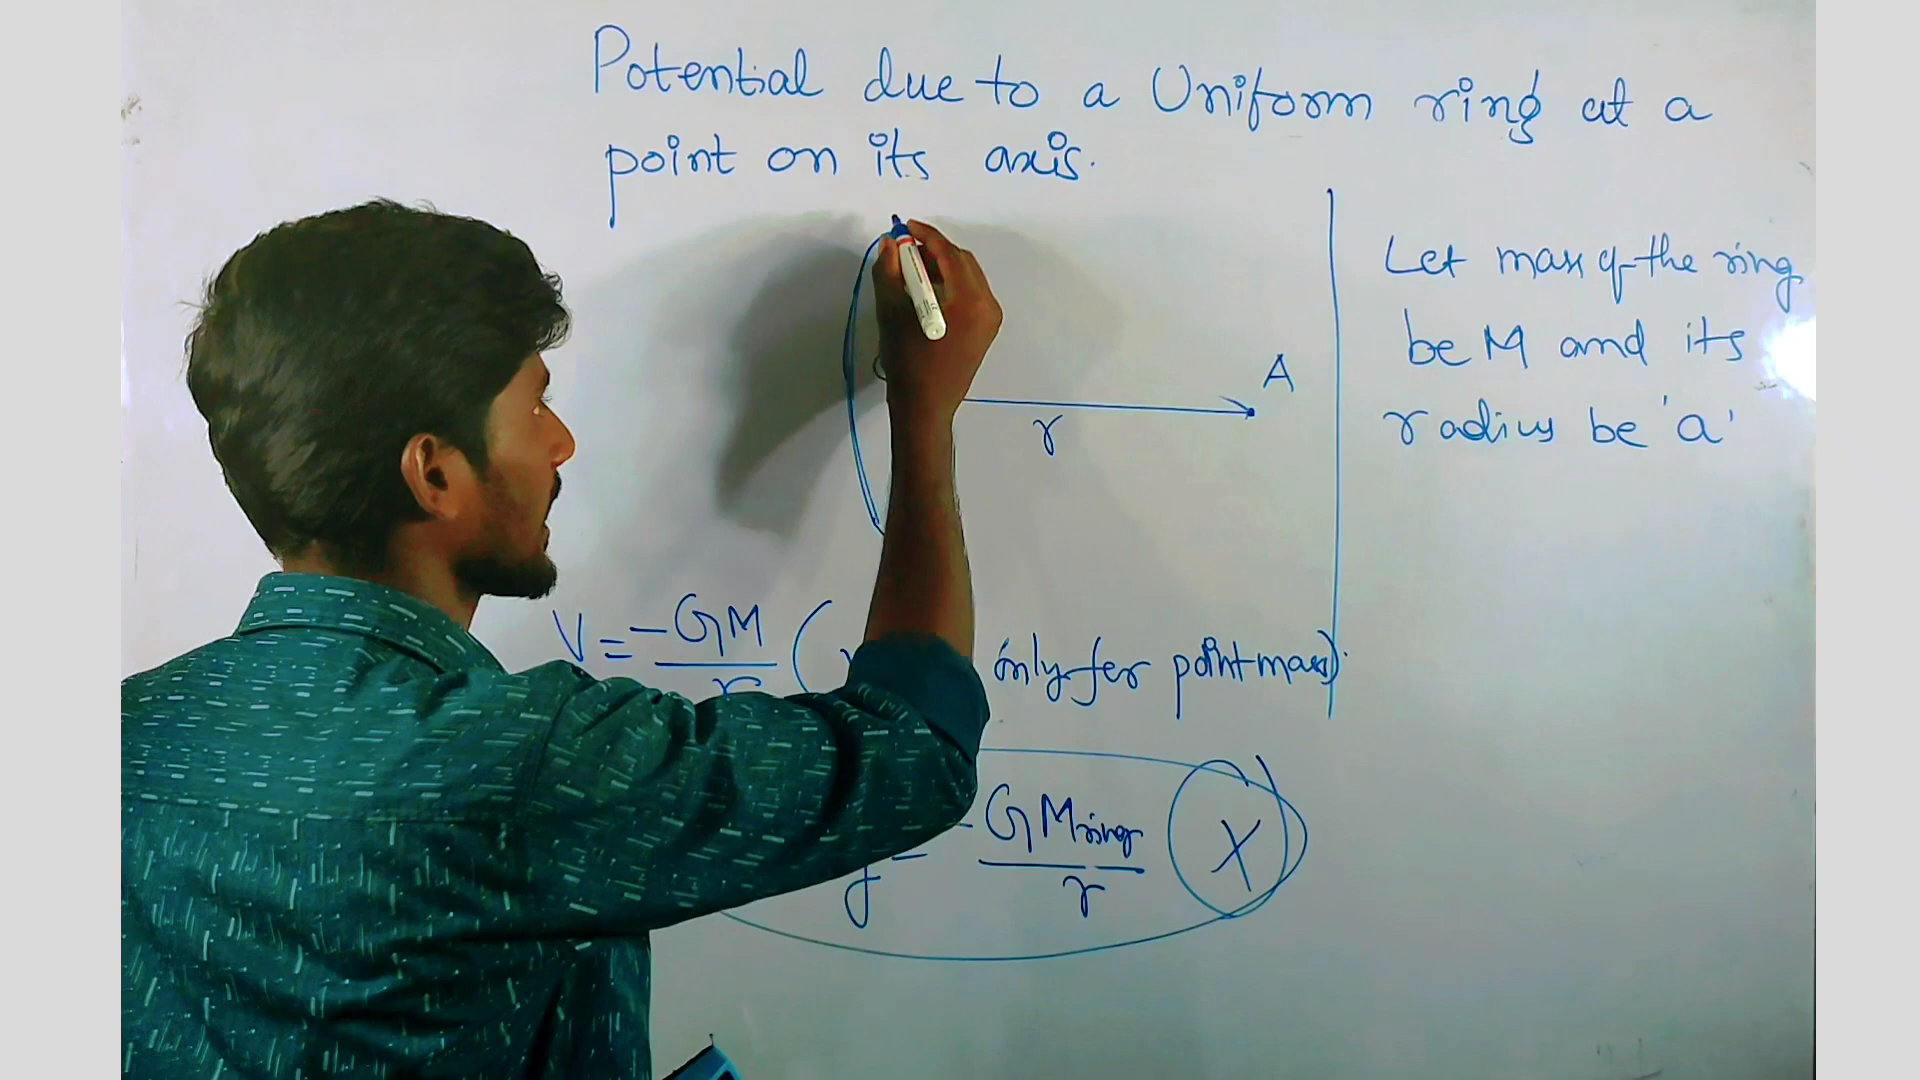 Potential due to a Uniform ring at a
point on its axis.
Let mass of the ring
be M and its
radius be 'a'
A
r
V = -GM
r
( only for point mass).
= -GMring
r
X